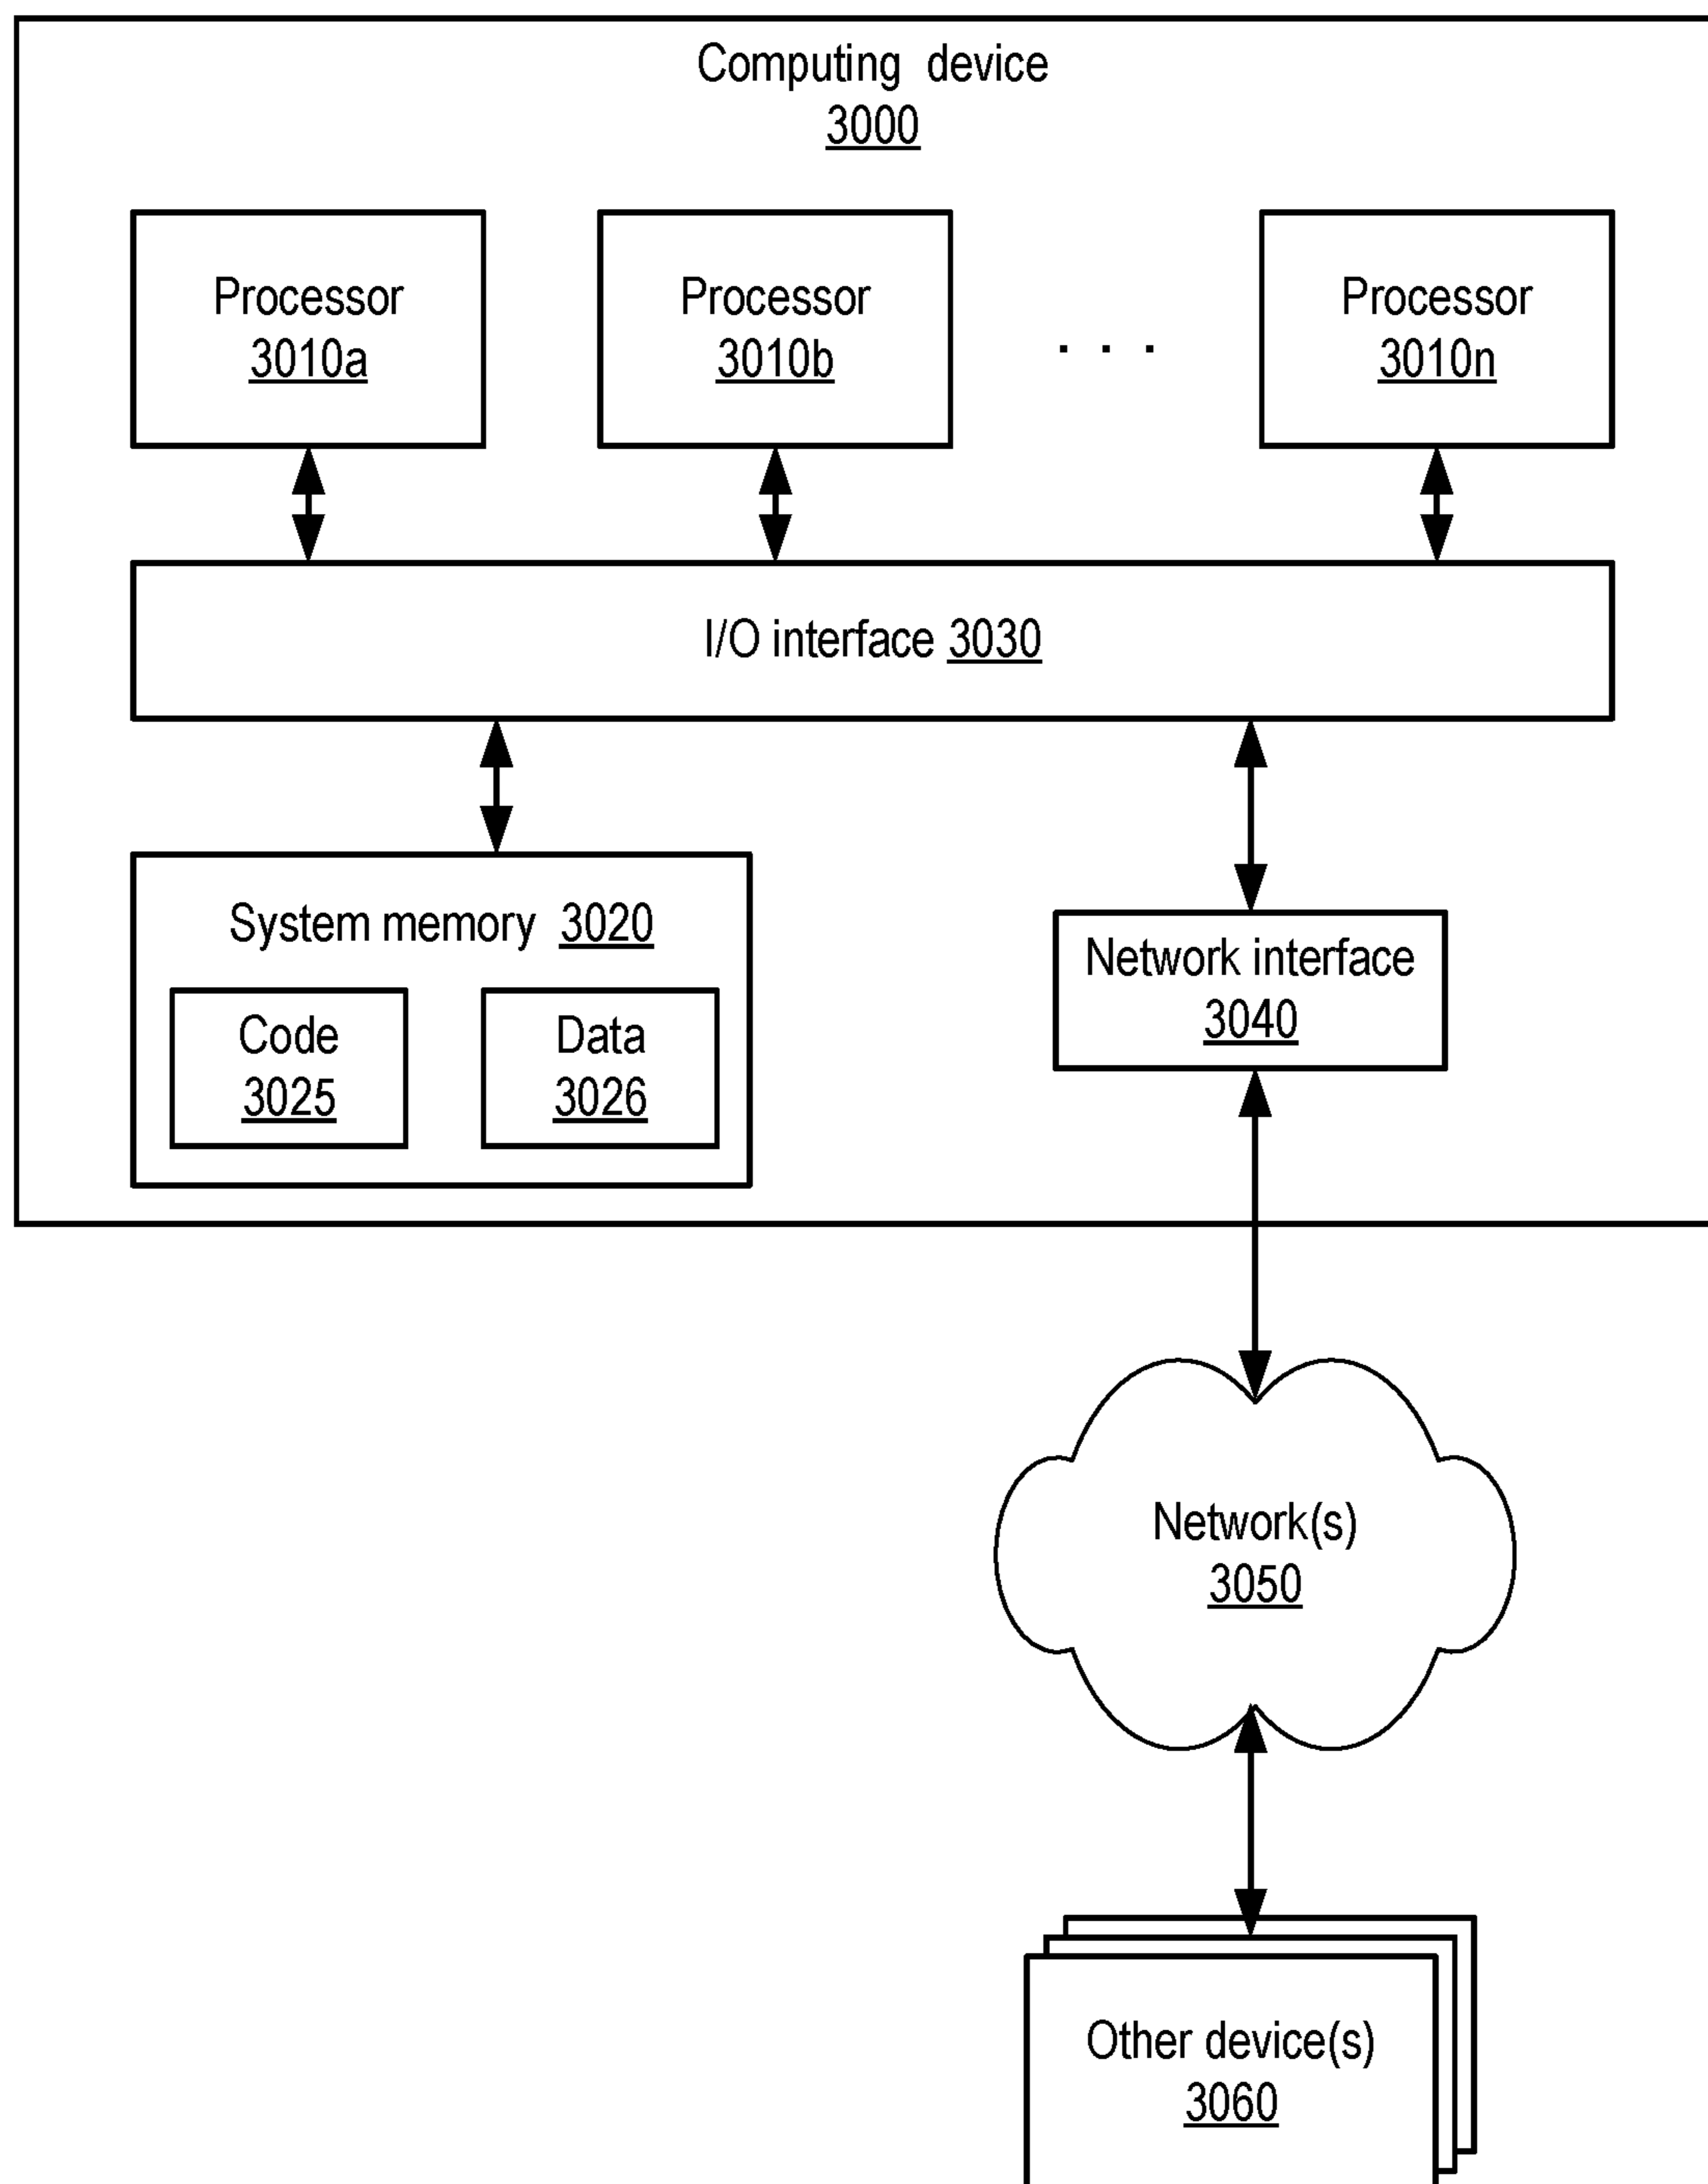 Computing device
3000
Processor
3010a
Processor
3010b
. . .
Processor
3010n
I/O interface 3030
System memory 3020
Code
3025
Data
3026
Network interface
3040
Network(s)
3050
Other device(s)
3060